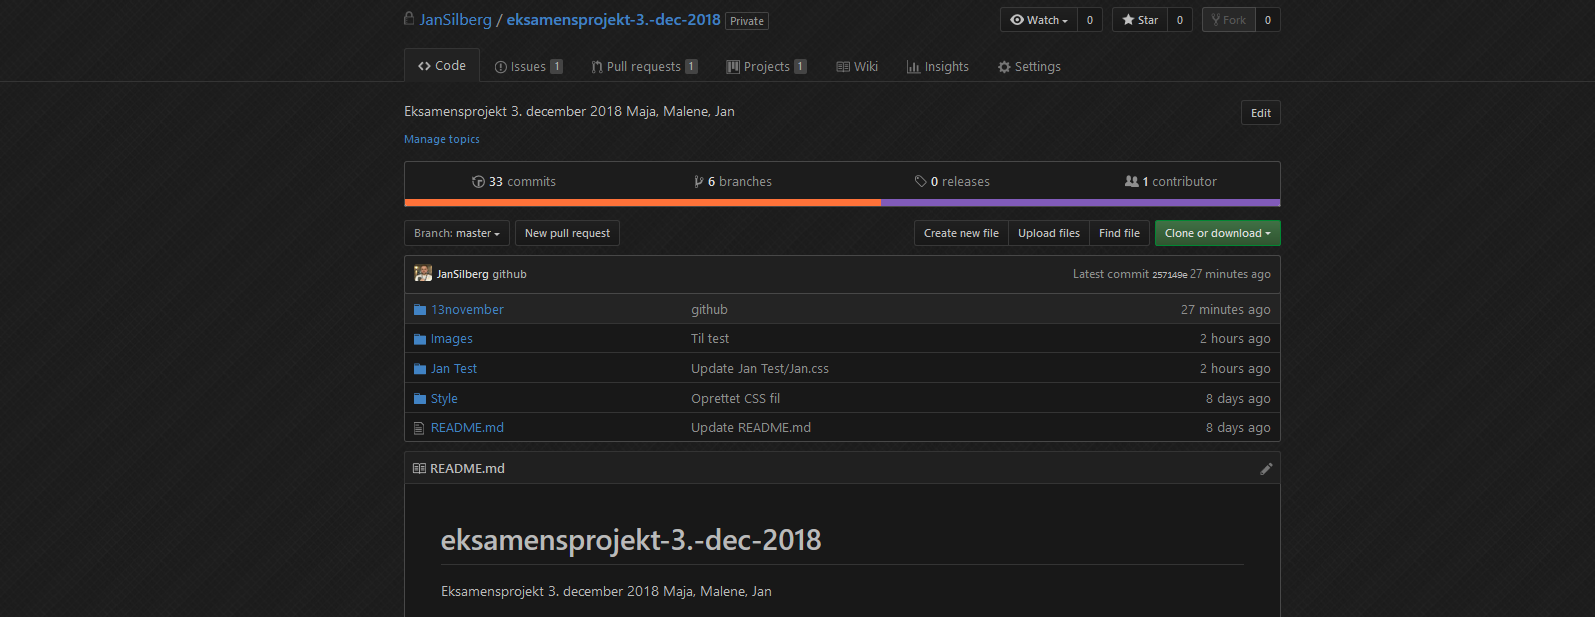 JanSilberg / eksamensprojekt-3.-dec-2018 Private Watch 0 Star 0 Fork 0
Code Issues 1 Pull requests 1 Projects 1 Wiki Insights Settings
Eksamensprojekt 3. december 2018 Maja, Malene, Jan Edit
Manage topics
33 commits 6 branches 0 releases 1 contributor
Branch: master New pull request Create new file Upload files Find file Clone or download
JanSilberg github Latest commit 257149e 27 minutes ago
13november github 27 minutes ago
Images Til test 2 hours ago
Jan Test Update Jan Test/Jan.css 2 hours ago
Style Oprettet CSS fil 8 days ago
README.md Update README.md 8 days ago
README.md
eksamensprojekt-3.-dec-2018
Eksamensprojekt 3. december 2018 Maja, Malene, Jan